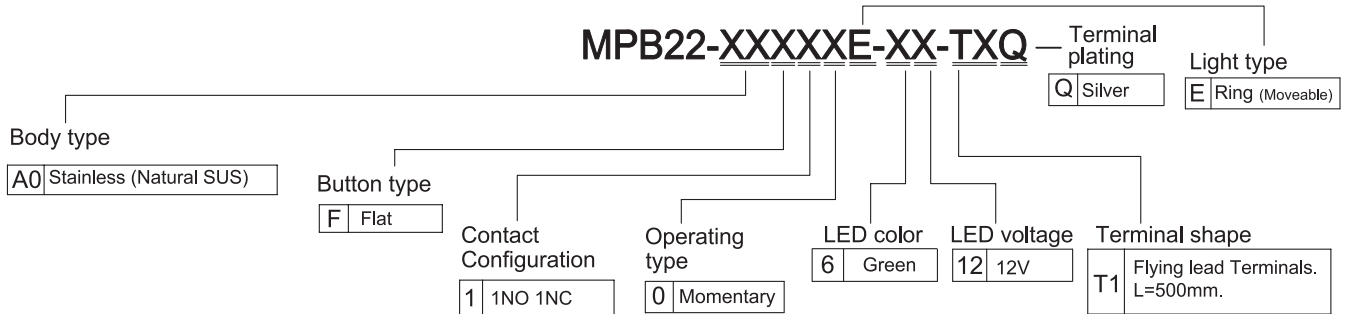 MPB22-XXXXXE-XX-TXQ
Terminal
plating
Q Silver
Light type
E Ring (Moveable)
Body type
A0 Stainless (Natural SUS)
Button type
F Flat
Contact
Configuration
1 1NO 1NC
Operating
type
0 Momentary
LED color
6 Green
LED voltage
12 12V
Terminal shape
T1 Flying lead Terminals.
L=500mm.